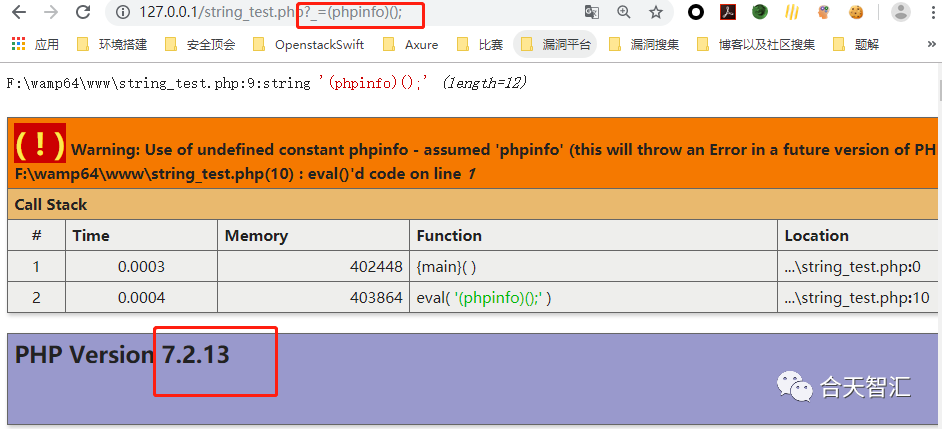 127.0.0.1/string_test.php?_=(phpinfo)();
应用 环境搭建 安全顶会 OpenstackSwift Axure 比赛 漏洞平台 漏洞搜集 博客以及社区搜集 题解 »
F:\wamp64\www\string_test.php:9:string '(phpinfo)();' (length=12)
( ! ) Warning: Use of undefined constant phpinfo - assumed 'phpinfo' (this will throw an Error in a future version of PH
F:\wamp64\www\string_test.php(10) : eval()'d code on line 1
Call Stack
# Time Memory Function Location
1 0.0003 402448 {main}( ) ...\string_test.php:0
2 0.0004 403864 eval( '(phpinfo)();' ) ...\string_test.php:10
PHP Version 7.2.13
合天智汇